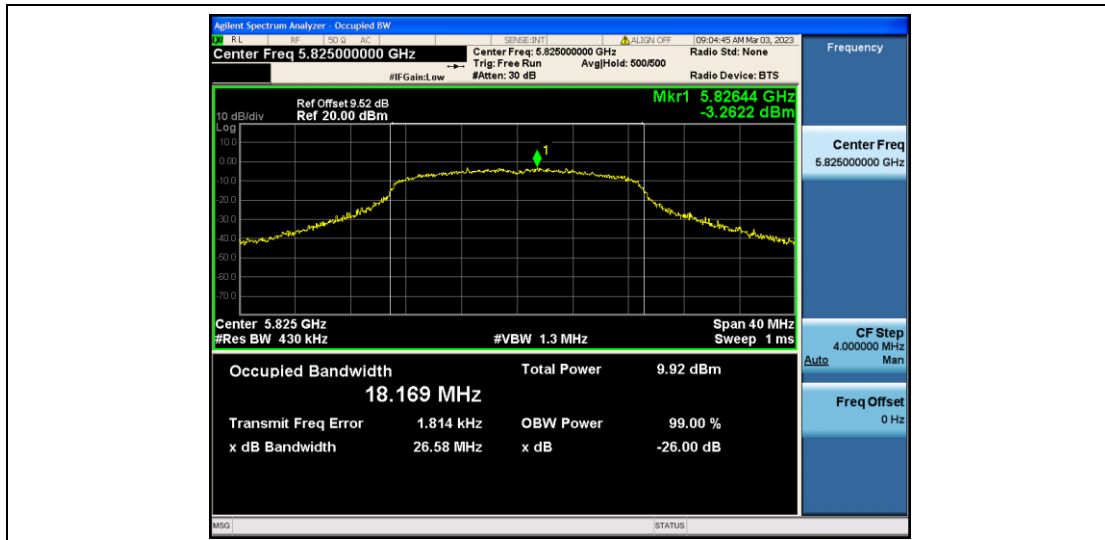 Agilent Spectrum Analyzer - Occupied BW
RL RF 50 Ω AC SENSE:INT ALIGN OFF 09:04:45 AM Mar 03, 2023
Center Freq 5.825000000 GHz
Center Freq: 5.825000000 GHz Radio Std: None
Trig: Free Run Avg|Hold: 500/500
#IFGain:Low #Atten: 30 dB Radio Device: BTS
Ref Offset 9.52 dB Mkr1 5.82644 GHz
10 dB/div Ref 20.00 dBm -3.2622 dBm
Log
10.0
1
0.00
-10.0
-20.0
-30.0
-40.0
-50.0
-60.0
-70.0
Center 5.825 GHz Span 40 MHz
#Res BW 430 kHz #VBW 1.3 MHz Sweep 1 ms
Occupied Bandwidth Total Power 9.92 dBm
18.169 MHz
Transmit Freq Error 1.814 kHz OBW Power 99.00 %
x dB Bandwidth 26.58 MHz x dB -26.00 dB
MSG STATUS
Frequency
Center Freq
5.825000000 GHz
CF Step
4.000000 MHz
Auto Man
Freq Offset
0 Hz